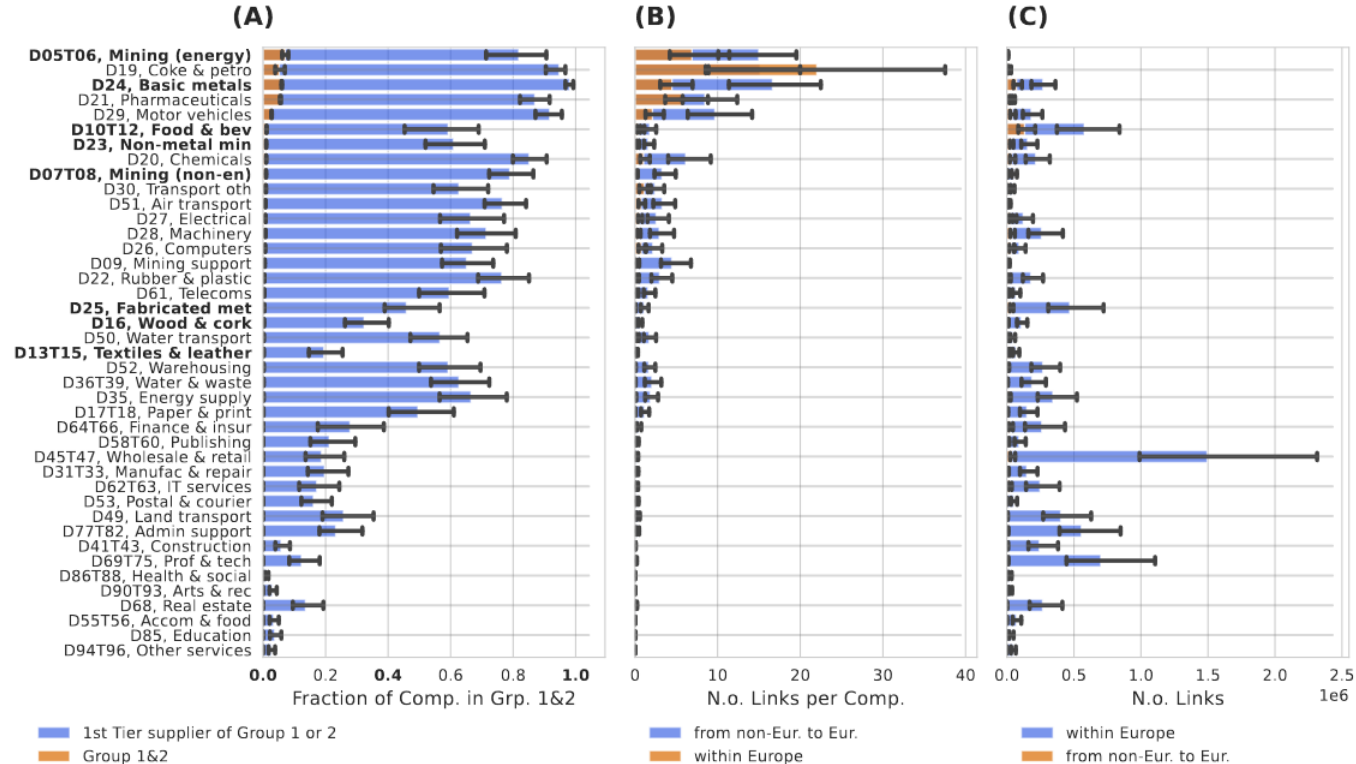 (A)
(B)
(C)
D05T06, Mining (energy)
D19, Coke & petro
D24, Basic metals
D21, Pharmaceuticals
D29, Motor vehicles
D10T12, Food & bev
D23, Non-metal min
D20, Chemicals
D07T08, Mining (non-en)
D30, Transport oth
D51, Air transport
D27, Electrical
D28, Machinery
D26, Computers
D09, Mining support
D22, Rubber & plastic
D61, Telecoms
D25, Fabricated met
D16, Wood & cork
D50, Water transport
D13T15, Textiles & leather
D52, Warehousing
D36T39, Water & waste
D35, Energy supply
D17T18, Paper & print
D64T66, Finance & insur
D58T60, Publishing
D45T47, Wholesale & retail
D31T33, Manufac & repair
D62T63, IT services
D53, Postal & courier
D49, Land transport
D77T82, Admin support
D41T43, Construction
D69T75, Prof & tech
D86T88, Health & social
D90T93, Arts & rec
D68, Real estate
D55T56, Accom & food
D85, Education
D94T96, Other services
0.0 0.2 0.4 0.6 0.8 1.0
Fraction of Comp. in Grp. 1&2
0 10 20 30 40
N.o. Links per Comp.
0.0 0.5 1.0 1.5 2.0 2.5
1e6
N.o. Links
1st Tier supplier of Group 1 or 2
Group 1&2
from non-Eur. to Eur.
within Europe
within Europe
from non-Eur. to Eur.